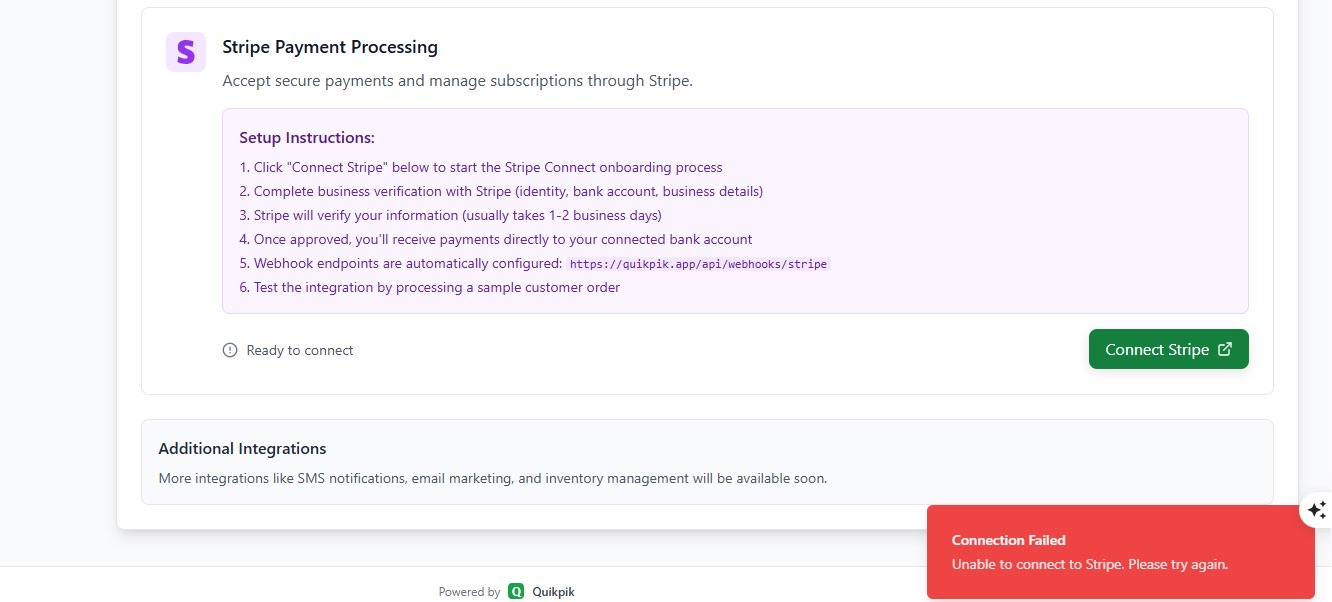 S
Stripe Payment Processing
Accept secure payments and manage subscriptions through Stripe.
Setup Instructions:
1. Click "Connect Stripe" below to start the Stripe Connect onboarding process
2. Complete business verification with Stripe (identity, bank account, business details)
3. Stripe will verify your information (usually takes 1-2 business days)
4. Once approved, you'll receive payments directly to your connected bank account
5. Webhook endpoints are automatically configured: https://quikpik.app/api/webhooks/stripe
6. Test the integration by processing a sample customer order
Ready to connect
Connect Stripe
Additional Integrations
More integrations like SMS notifications, email marketing, and inventory management will be available soon.
Connection Failed
Unable to connect to Stripe. Please try again.
Powered by Q Quikpik